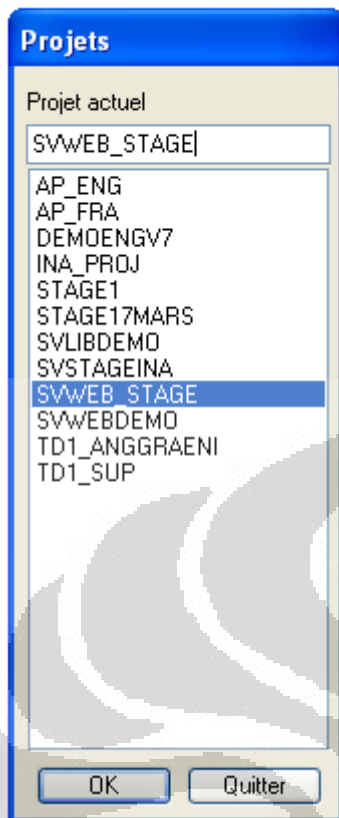 Projets
Projet actuel
SVWEB_STAGE
AP_ENG
AP_FRA
DEMOENGV7
INA_PROJ
STAGE1
STAGE17MARS
SVLIBDEMO
SVSTAGEINA
SVWEB_STAGE
SVWEBDEMO
TD1_ANGGRAENI
TD1_SUP
OK Quitter